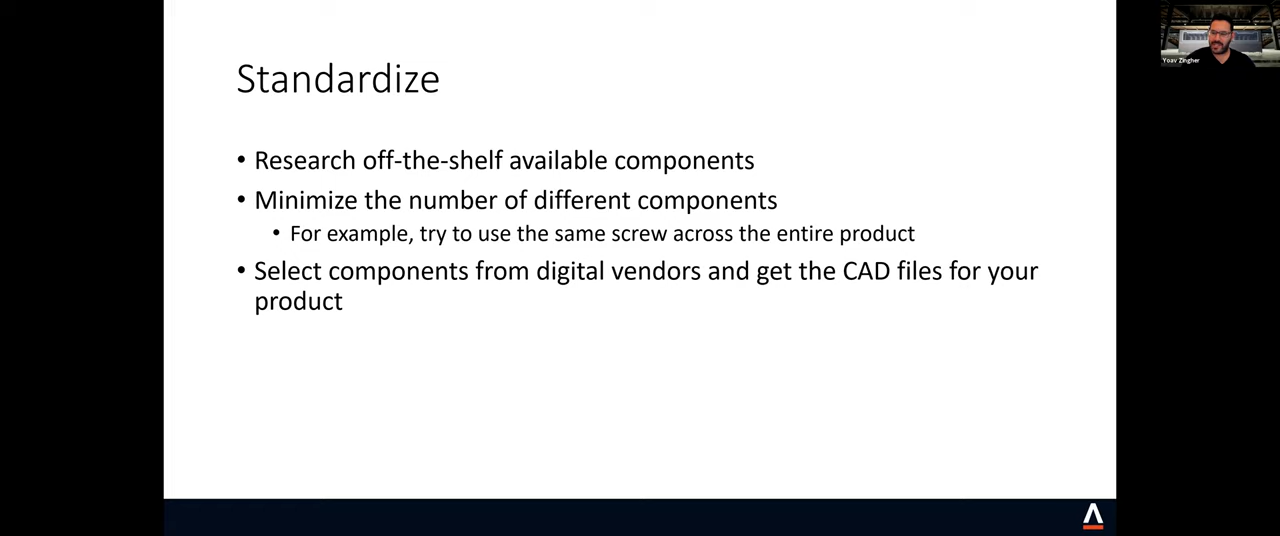 Standardize
• Research off-the-shelf available components
• Minimize the number of different components
• For example, try to use the same screw across the entire product
• Select components from digital vendors and get the CAD files for your
product
Yoav Zingher